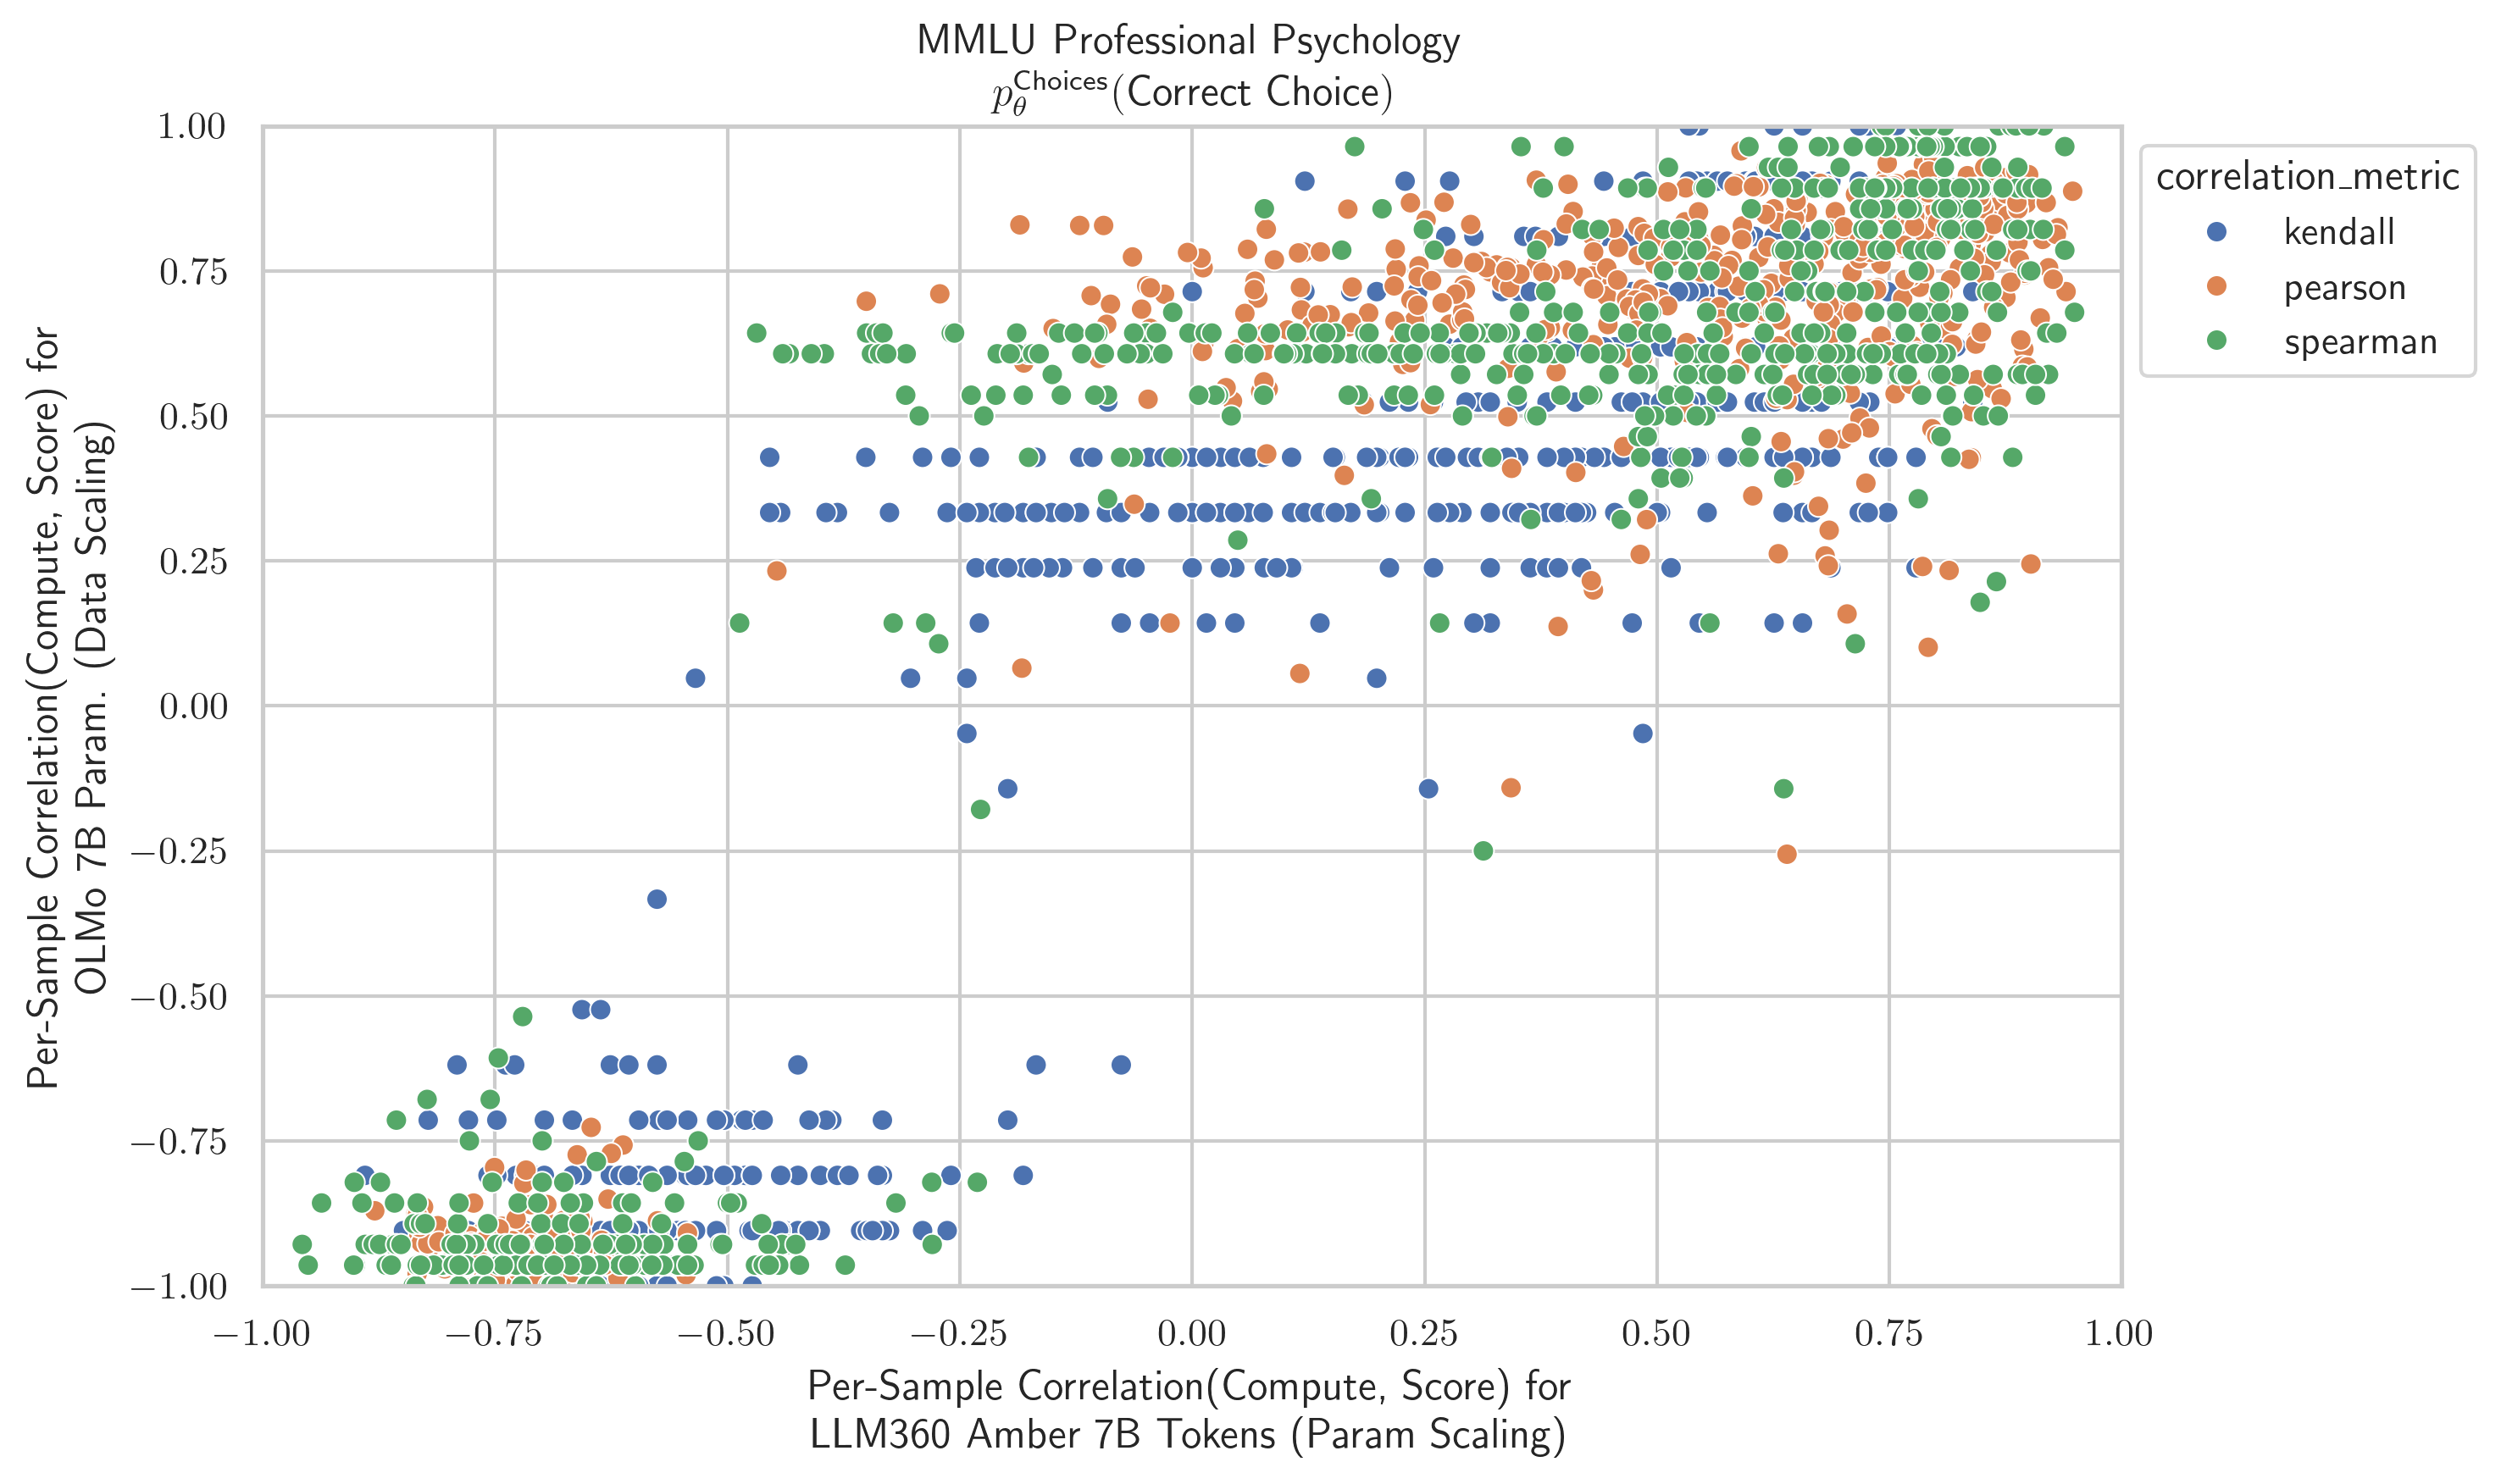 MMLU Professional Psychology
p_θ^Choices(Correct Choice)
1.00
0.75
0.50
0.25
0.00
−0.25
−0.50
−0.75
−1.00
Per-Sample Correlation(Compute, Score) for
OLMo 7B Param. (Data Scaling)
−1.00
−0.75
−0.50
−0.25
0.00
0.25
0.50
0.75
1.00
Per-Sample Correlation(Compute, Score) for
LLM360 Amber 7B Tokens (Param Scaling)
correlation_metric
kendall
pearson
spearman